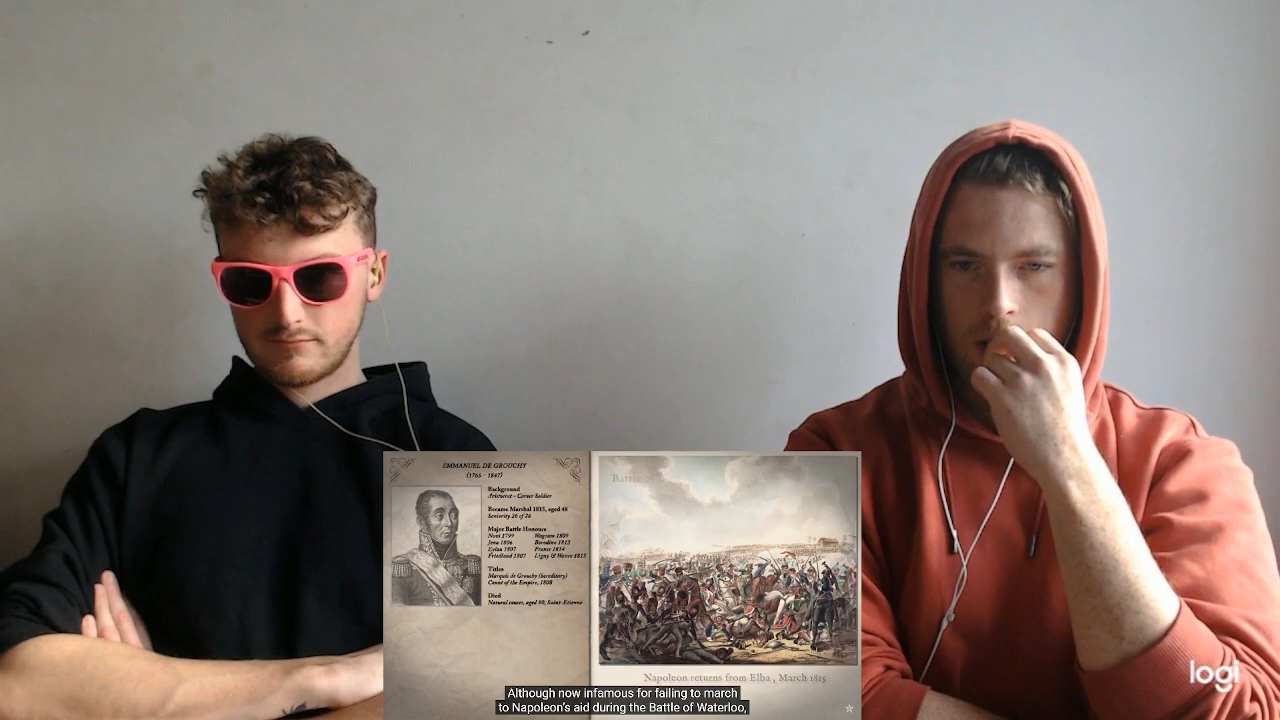 EMMANUEL DE GROUCHY
(1766 - 1847)
Background
Aristocrat - Career Soldier
Became Marshal 1815, aged 48
Seniority 26 of 26
Major Battle Honours
Novi 1799 Wagram 1809
Jena 1806 Borodino 1812
Eylau 1807 France 1814
Friedland 1807 Ligny & Wavre 1815
Titles
Marquis de Grouchy (hereditary)
Count of the Empire, 1808
Died
Natural causes, aged 80, Saint-Etienne
Battle
Napoleon returns from Elba , March 1815
Although now infamous for failing to march
to Napoleon's aid during the Battle of Waterloo,
logi